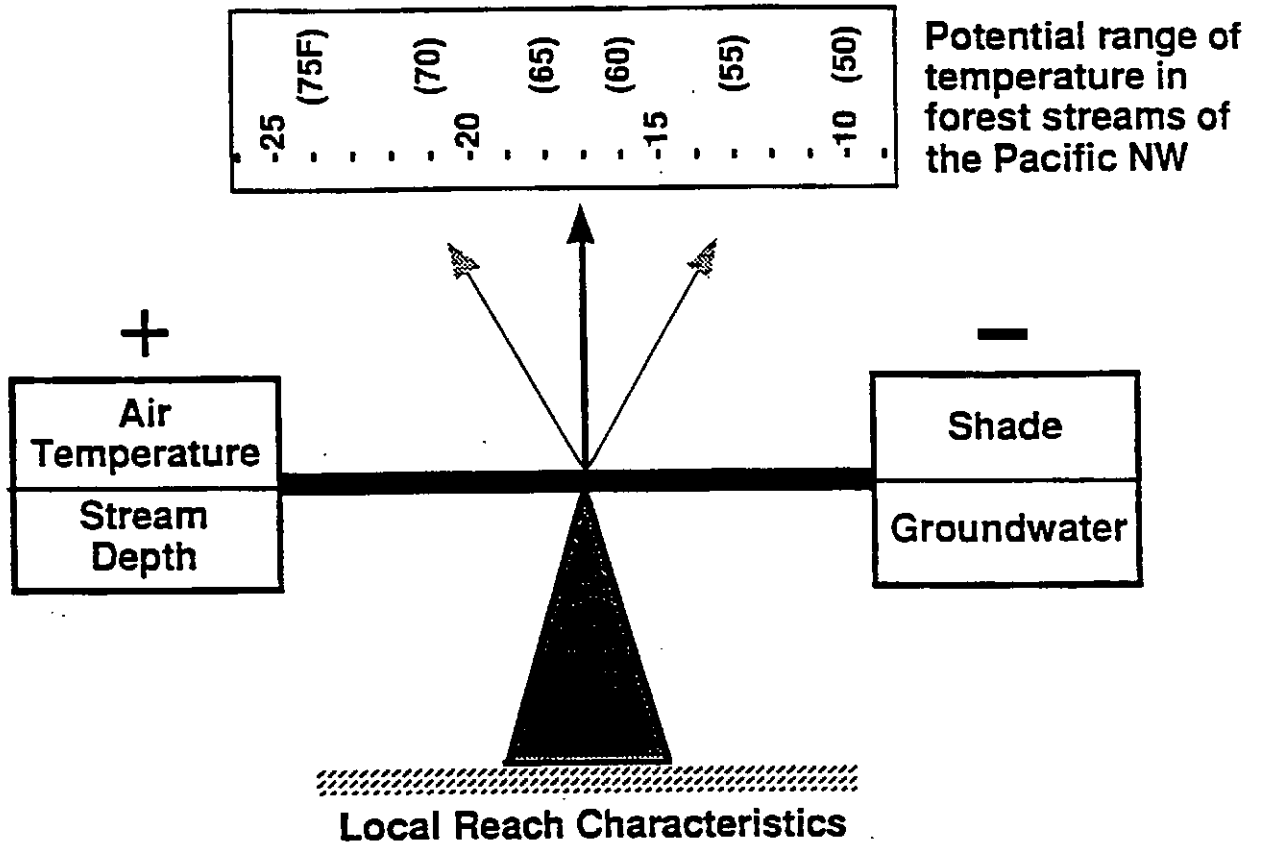 (75F) (70) (65) (60) (55) (50)
-25 -20 -15 -10
Potential range of
temperature in
forest streams of
the Pacific NW
+
Air
Temperature
Stream
Depth
−
Shade
Groundwater
Local Reach Characteristics